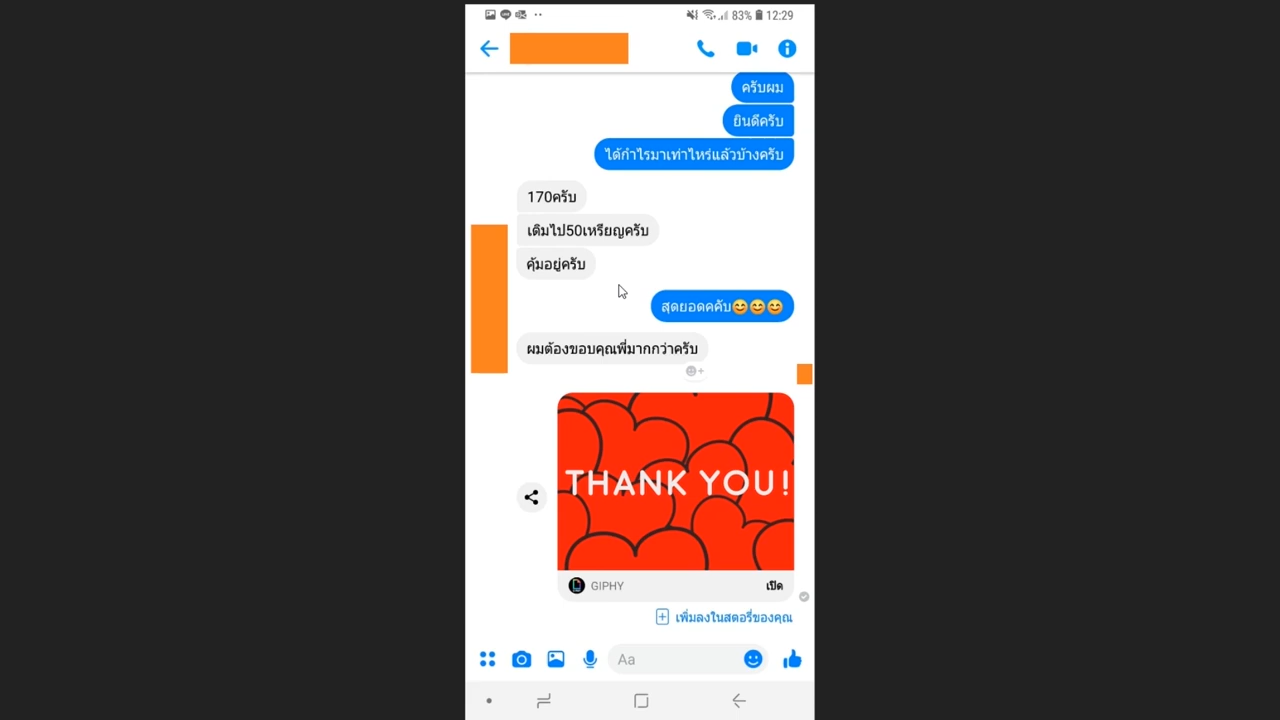 83% 12:29
ครับผม
ยินดีครับ
ได้กำไรมาเท่าไหร่แล้วบ้างครับ
170ครับ
เติมไป50เหรียญครับ
คุ้มอยู่ครับ
สุดยอดคคับ😊😊😊
ผมต้องขอบคุณพี่มากกว่าครับ
THANK YOU!
GIPHY เปิด
เพิ่มลงในสตอรี่ของคุณ
Aa